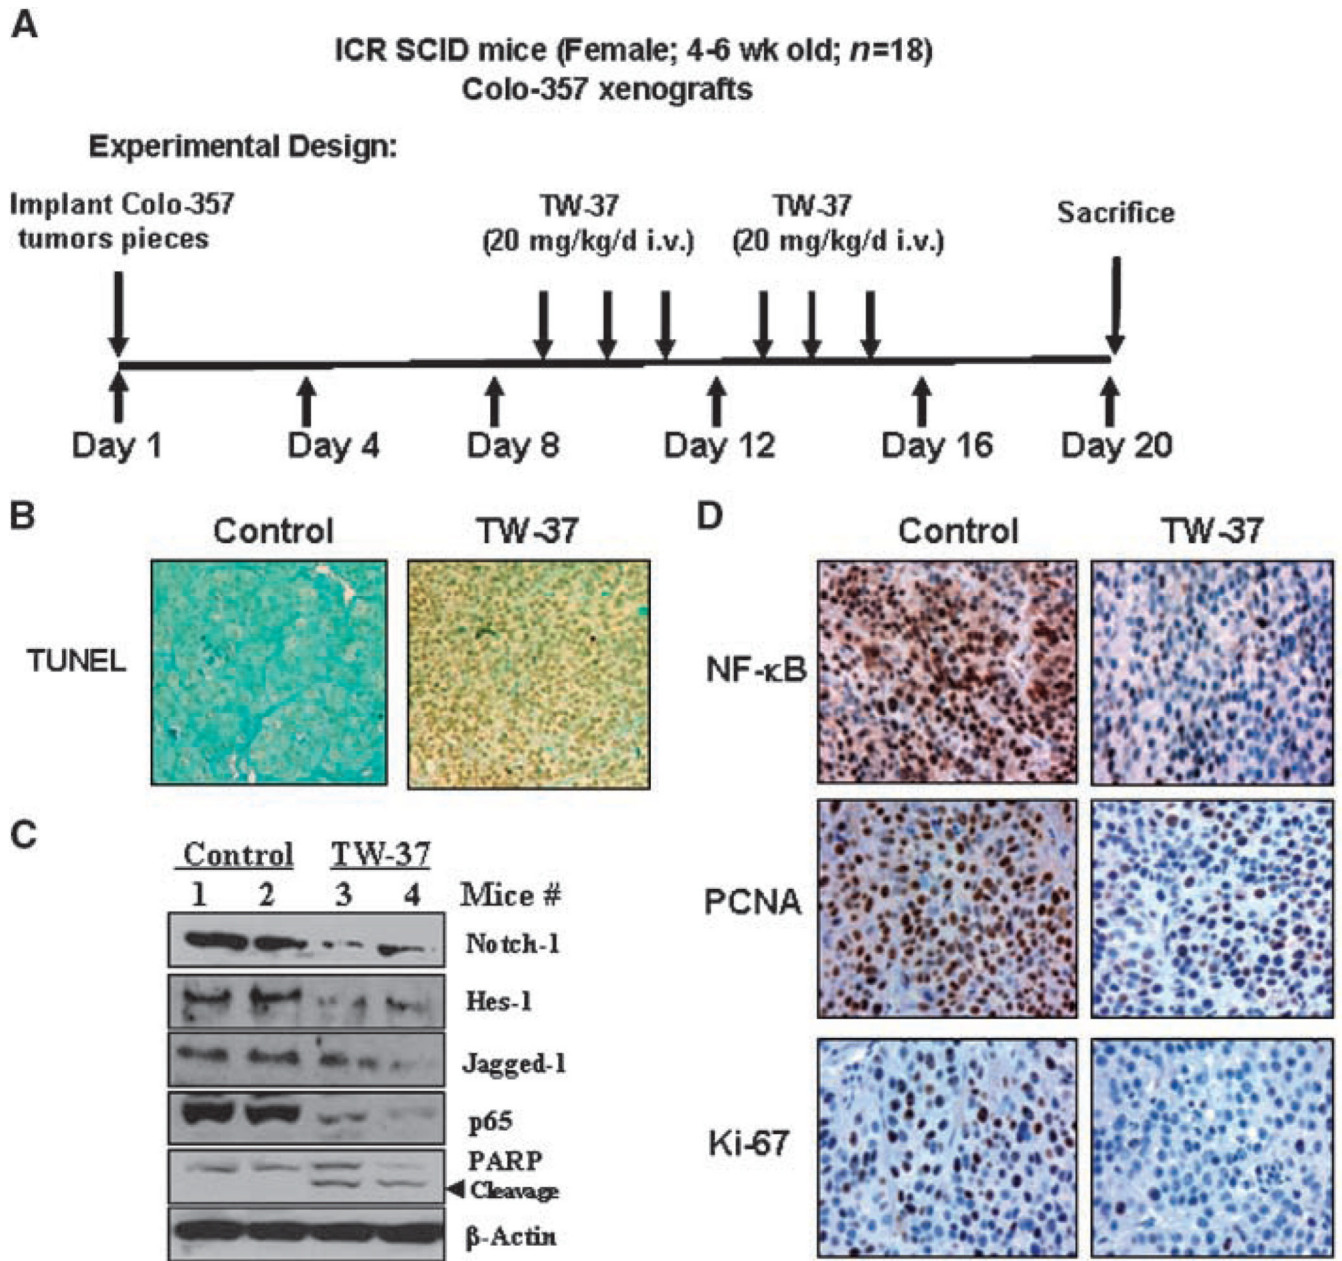 A
ICR SCID mice (Female; 4-6 wk old; n=18)
Colo-357 xenografts
Experimental Design:
Implant Colo-357
tumors pieces
TW-37
(20 mg/kg/d i.v.)
TW-37
(20 mg/kg/d i.v.)
Sacrifice
Day 1
Day 4
Day 8
Day 12
Day 16
Day 20
B
Control
TW-37
TUNEL
C
Control
TW-37
1
2
3
4
Mice #
Notch-1
Hes-1
Jagged-1
p65
PARP
Cleavage
β-Actin
D
Control
TW-37
NF-κB
PCNA
Ki-67